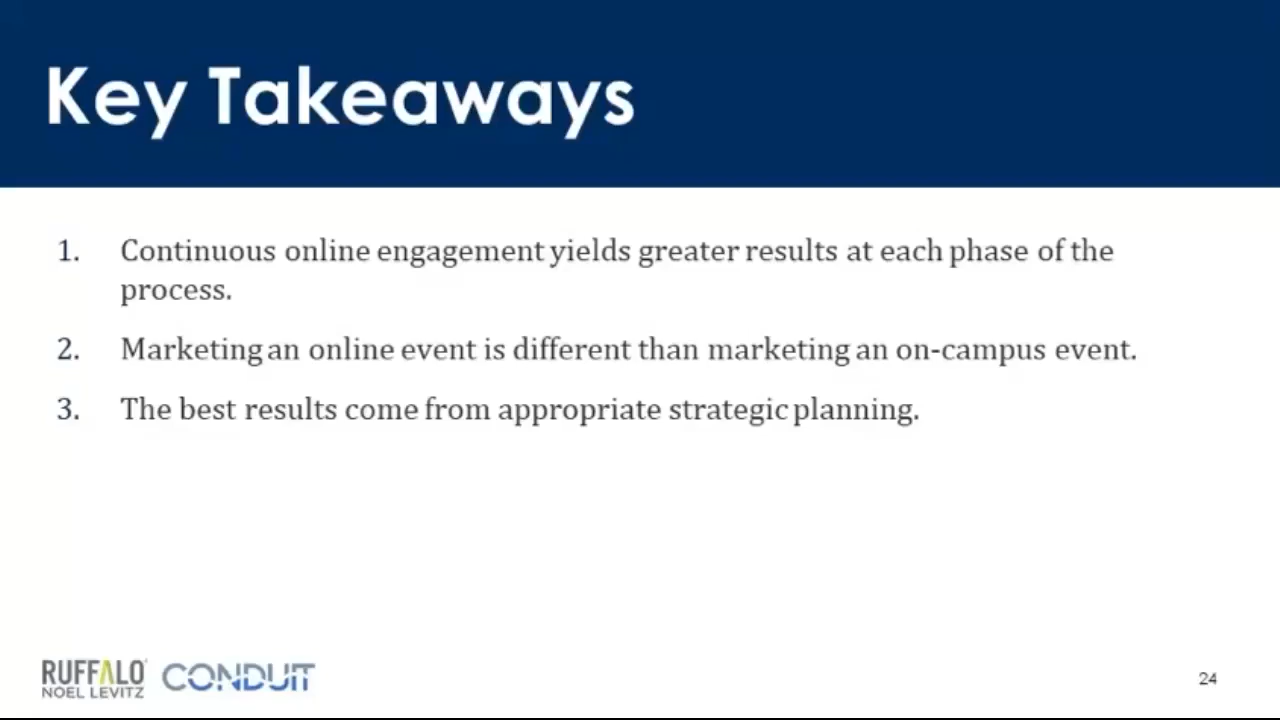 Key Takeaways
1. Continuous online engagement yields greater results at each phase of the
process.
2. Marketing an online event is different than marketing an on-campus event.
3. The best results come from appropriate strategic planning.
RUFFALO
NOEL LEVITZ
CONDUIT
24